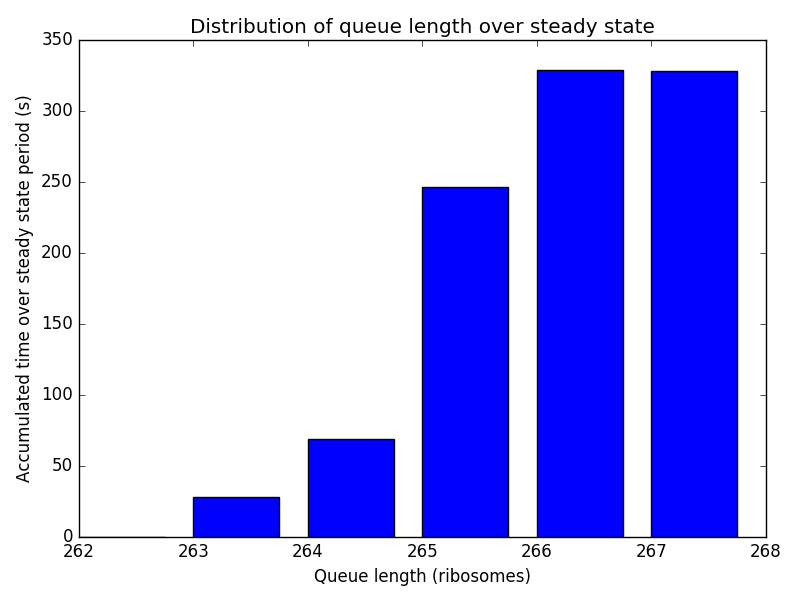 Distribution of queue length over steady state
Accumulated time over steady state period (s)
350
300
250
200
150
100
50
0
262 263 264 265 266 267 268
Queue length (ribosomes)